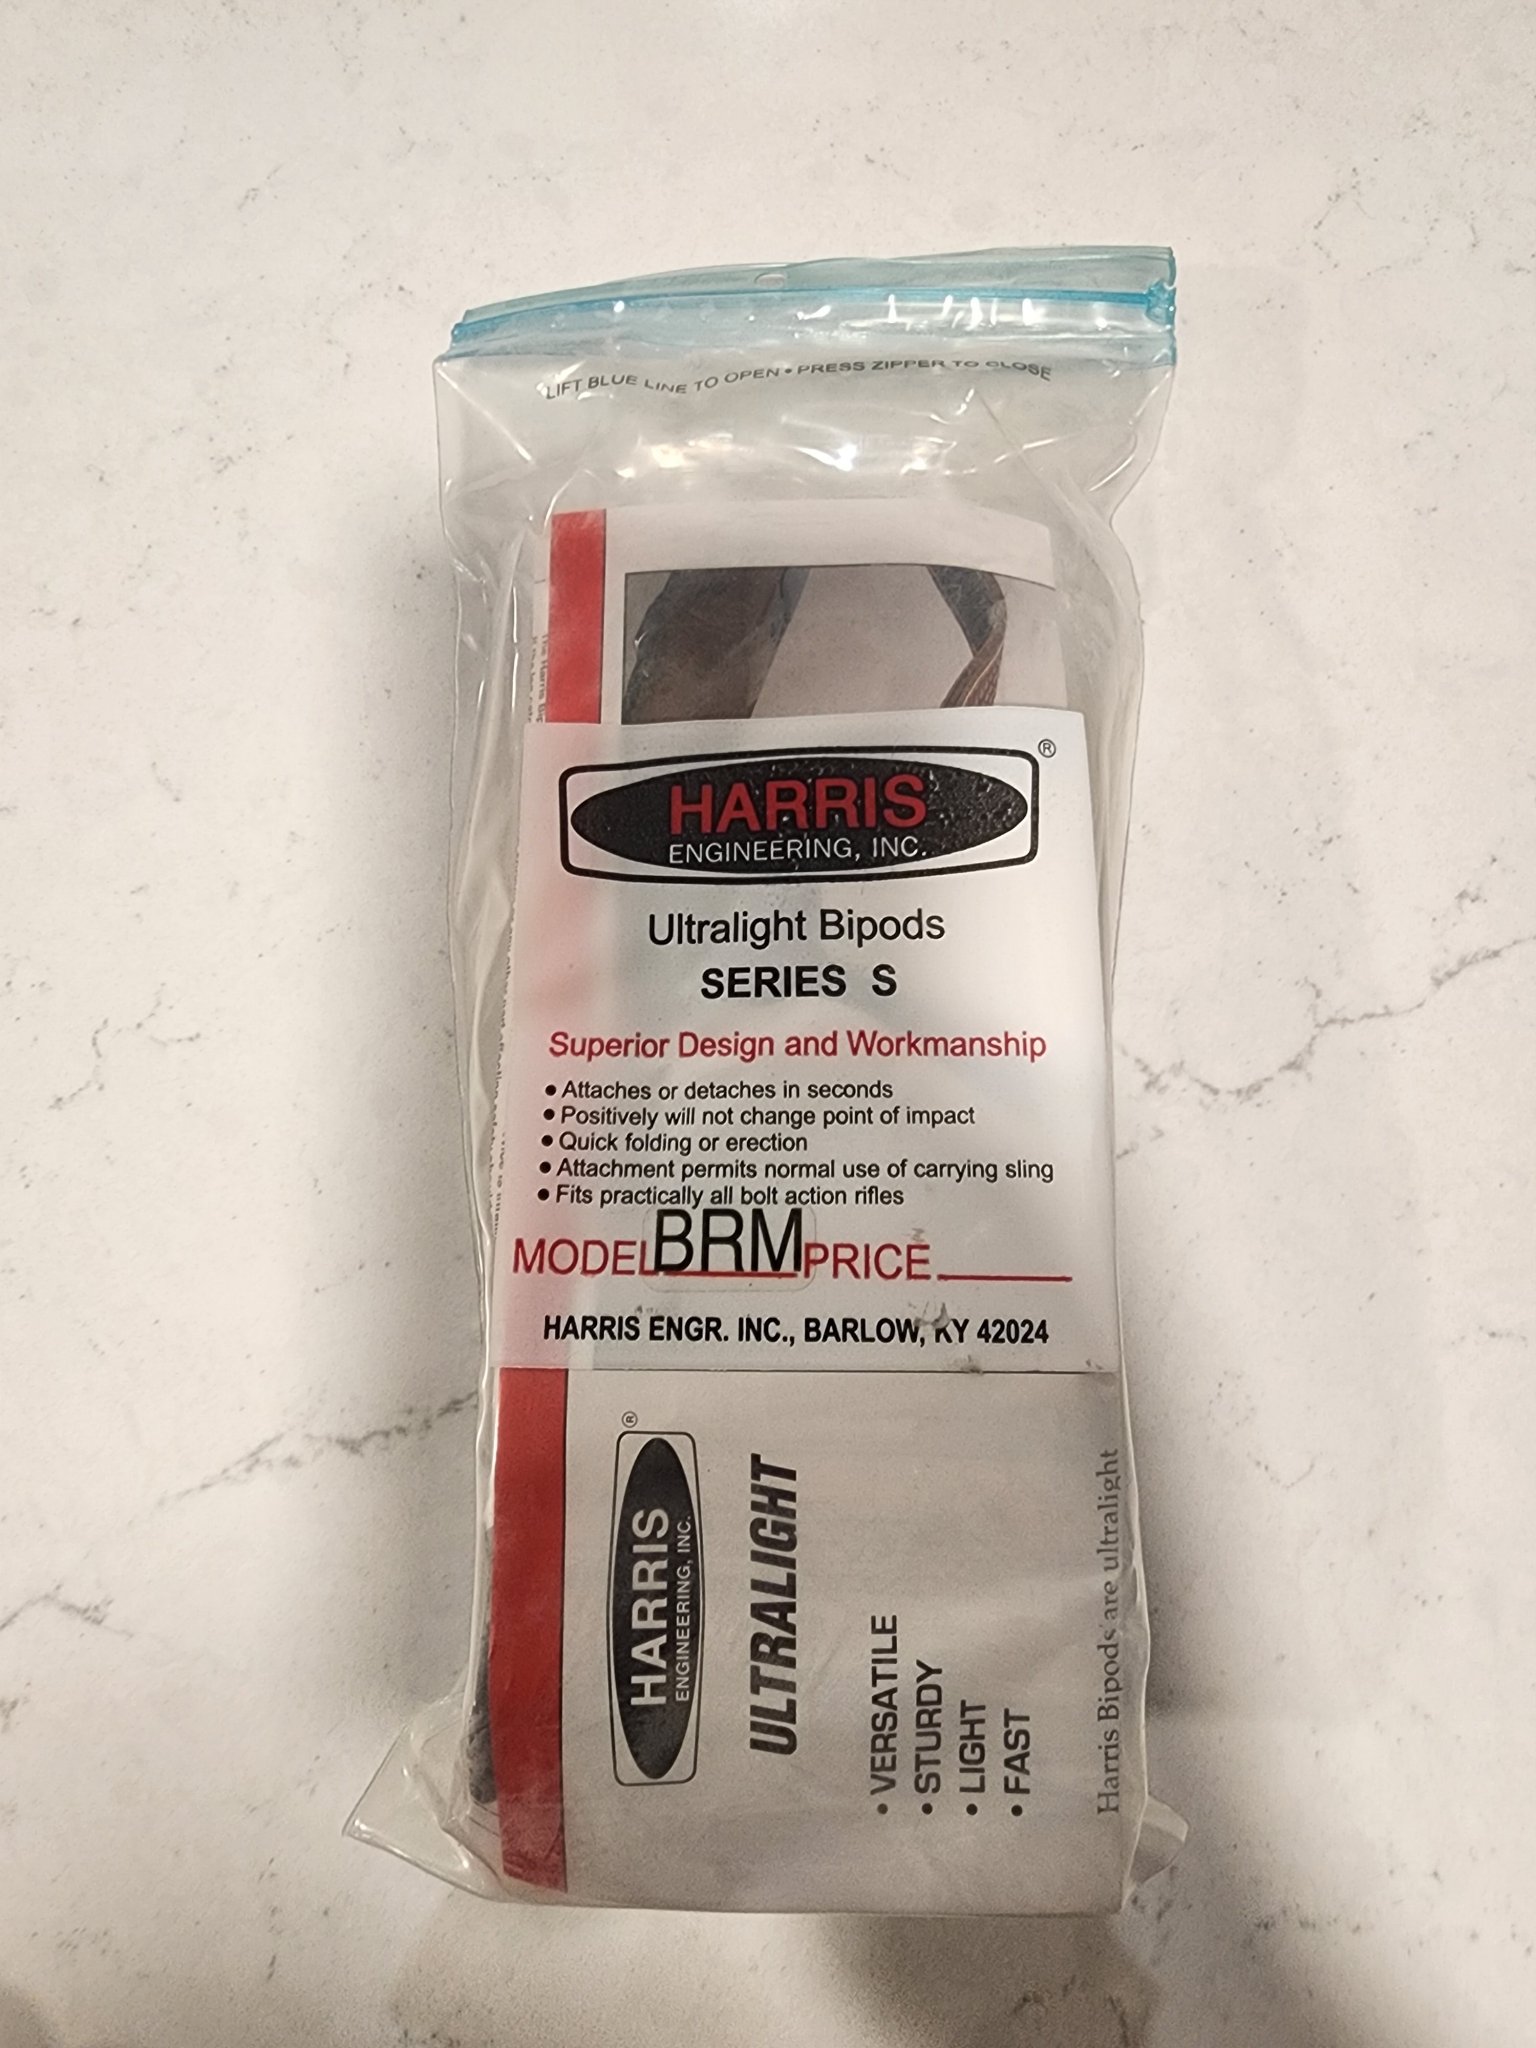 LIFT BLUE LINE TO OPEN • PRESS ZIPPER TO CLOSE
HARRIS ®
ENGINEERING, INC.
Ultralight Bipods
SERIES S
Superior Design and Workmanship
• Attaches or detaches in seconds
• Positively will not change point of impact
• Quick folding or erection
• Attachment permits normal use of carrying sling
• Fits practically all bolt action rifles
MODEL BRM PRICE
HARRIS ENGR. INC., BARLOW, KY 42024
HARRIS ®
ENGINEERING, INC.
ULTRALIGHT
• VERSATILE
• STURDY
• LIGHT
• FAST
Harris Bipods are ultralight